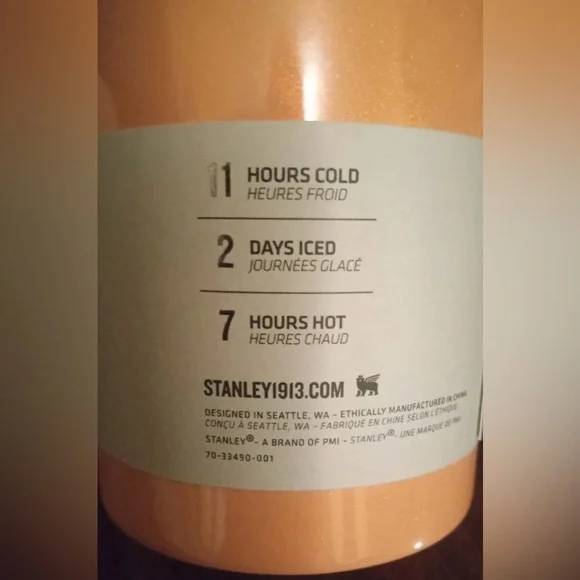 11 HOURS COLD
HEURES FROID
2 DAYS ICED
JOURNÉES GLACÉ
7 HOURS HOT
HEURES CHAUD
STANLEY1913.COM
DESIGNED IN SEATTLE, WA – ETHICALLY MANUFACTURED IN CHINA
CONÇU À SEATTLE, WA – FABRIQUÉ EN CHINE SELON L'ÉTHIQUE
STANLEY®– A BRAND OF PMI – STANLEY®– UNE MARQUE DE PMI
70-33490-001